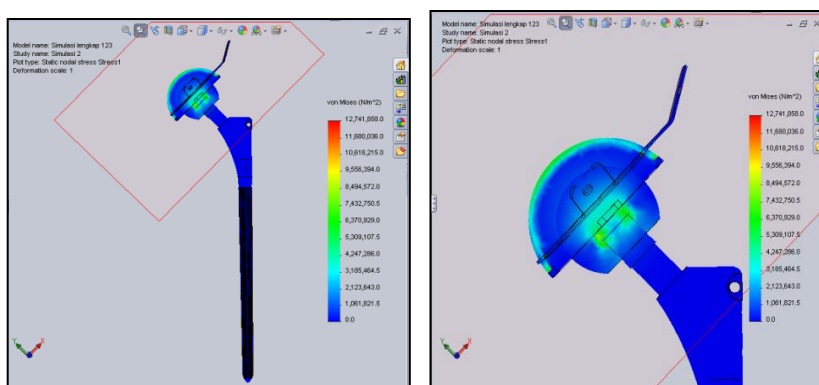 Model name: Simulasi lengkap 123
Study name: Simulasi 2
Plot type: Static nodal stress Stress1
Deformation scale: 1
von Mises (N/m^2)
12,741,858.0
11,680,036.0
10,618,215.0
9,556,394.0
8,494,572.0
7,432,750.5
6,370,929.0
5,309,107.5
4,247,286.0
3,185,464.5
2,123,643.0
1,061,821.5
0.0
Y
X
Model name: Simulasi lengkap 123
Study name: Simulasi 2
Plot type: Static nodal stress Stress1
Deformation scale: 1
von Mises (N/m^2)
12,741,858.0
11,680,036.0
10,618,215.0
9,556,394.0
8,494,572.0
7,432,750.5
6,370,929.0
5,309,107.5
4,247,286.0
3,185,464.5
2,123,643.0
1,061,821.5
0.0
Y
X